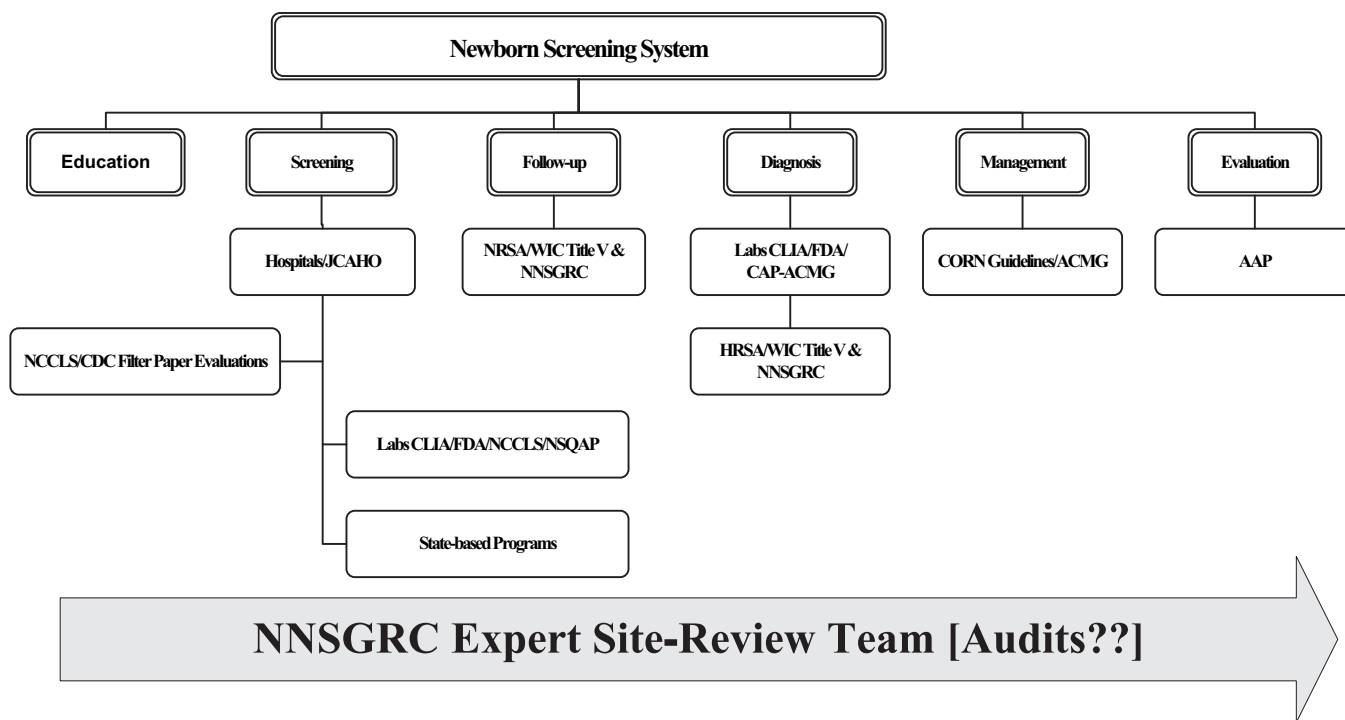 Newborn Screening System
Education
Screening
Follow-up
Diagnosis
Management
Evaluation
Hospitals/JCAHO
NRSA/WIC Title V &
NNSGRC
Labs CLIA/FDA/
CAP-ACMG
CORN Guidelines/ACMG
AAP
NCCLS/CDC Filter Paper Evaluations
HRSA/WIC Title V &
NNSGRC
Labs CLIA/FDA/NCCLS/NSQAP
State-based Programs
NNSGRC Expert Site-Review Team [Audits??]